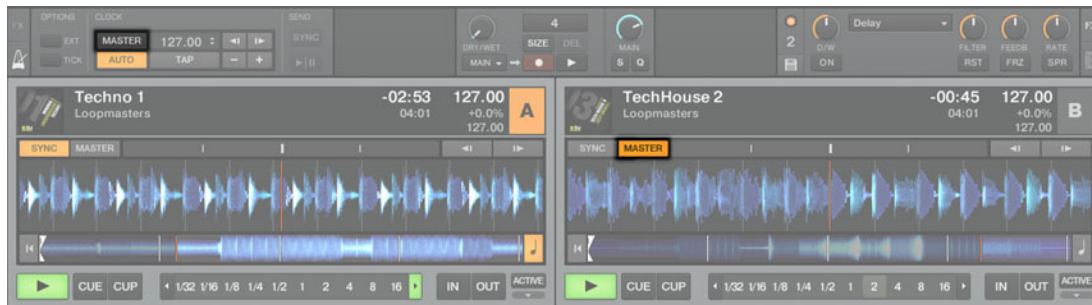 OPTIONS CLOCK SEND
FX EXT MASTER 127.00 SYNC
TICK AUTO TAP - +
4
DRY/WET SIZE DEL MAIN
MAIN S Q
2 D/W Delay FILTER FEEDB RATE
ON RST FRZ SPR
Techno 1 -02:53 127.00 A
Loopmasters 04:01 +0.0%
127.00
SYNC MASTER
CUE CUP 1/32 1/16 1/8 1/4 1/2 1 2 4 8 16 IN OUT ACTIVE
TechHouse 2 -00:45 127.00 B
Loopmasters 04:01 +0.0%
127.00
SYNC MASTER
CUE CUP 1/32 1/16 1/8 1/4 1/2 1 2 4 8 16 IN OUT ACTIVE